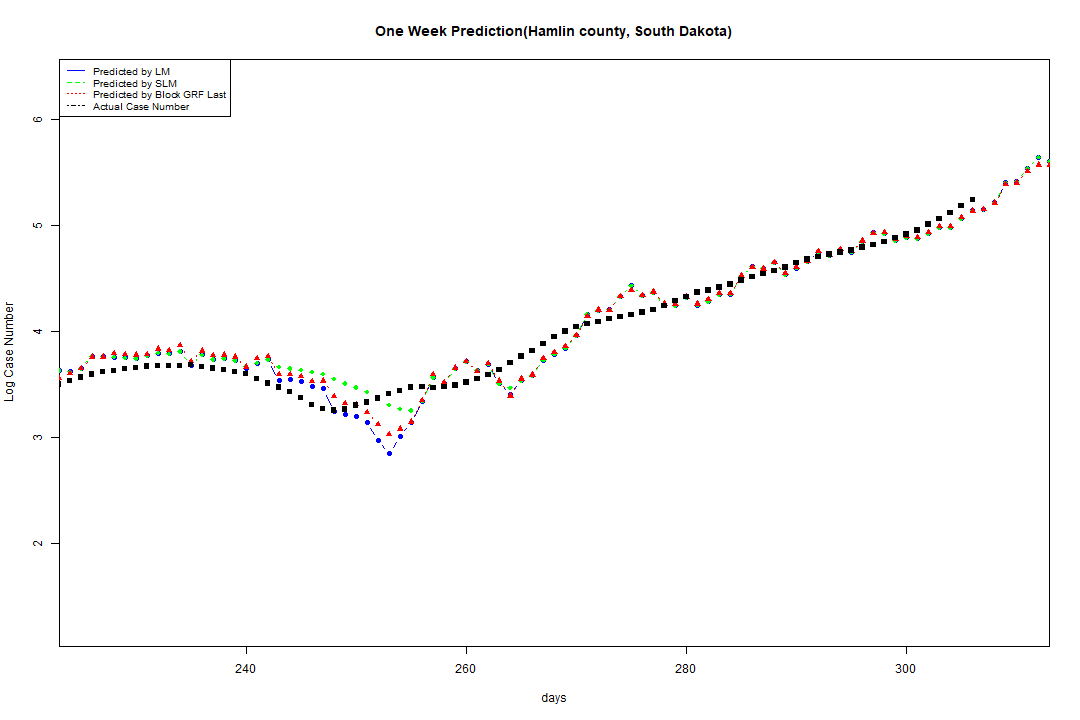 One Week Prediction(Hamlin county, South Dakota)
Predicted by LM
Predicted by SLM
Predicted by Block GRF Last
Actual Case Number
6
5
4
3
2
Log Case Number
240 260 280 300
days